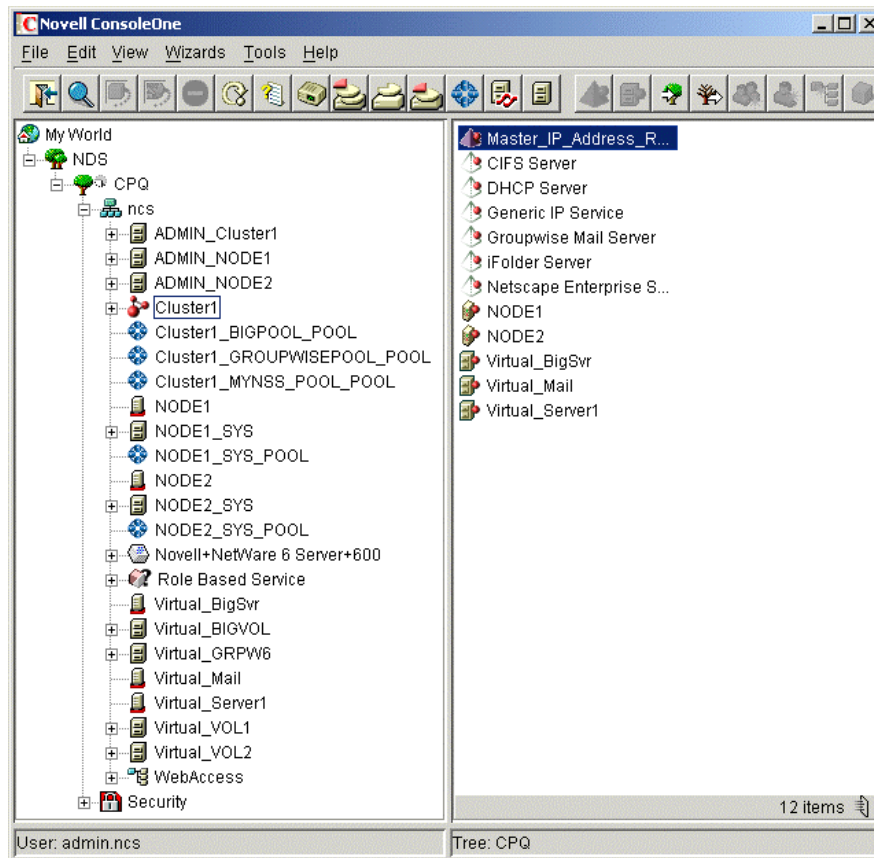 Novell ConsoleOne
File Edit View Wizards Tools Help
My World
NDS
CPQ
ncs
ADMIN_Cluster1
ADMIN_NODE1
ADMIN_NODE2
Cluster1
Cluster1_BIGPOOL_POOL
Cluster1_GROUPWISEPOOL_POOL
Cluster1_MYNSS_POOL_POOL
NODE1
NODE1_SYS
NODE1_SYS_POOL
NODE2
NODE2_SYS
NODE2_SYS_POOL
Novell+NetWare 6 Server+600
Role Based Service
Virtual_BigSvr
Virtual_BIGVOL
Virtual_GRPW6
Virtual_Mail
Virtual_Server1
Virtual_VOL1
Virtual_VOL2
WebAccess
Security
Master_IP_Address_R...
CIFS Server
DHCP Server
Generic IP Service
Groupwise Mail Server
iFolder Server
Netscape Enterprise S...
NODE1
NODE2
Virtual_BigSvr
Virtual_Mail
Virtual_Server1
12 items
User: admin.ncs
Tree: CPQ